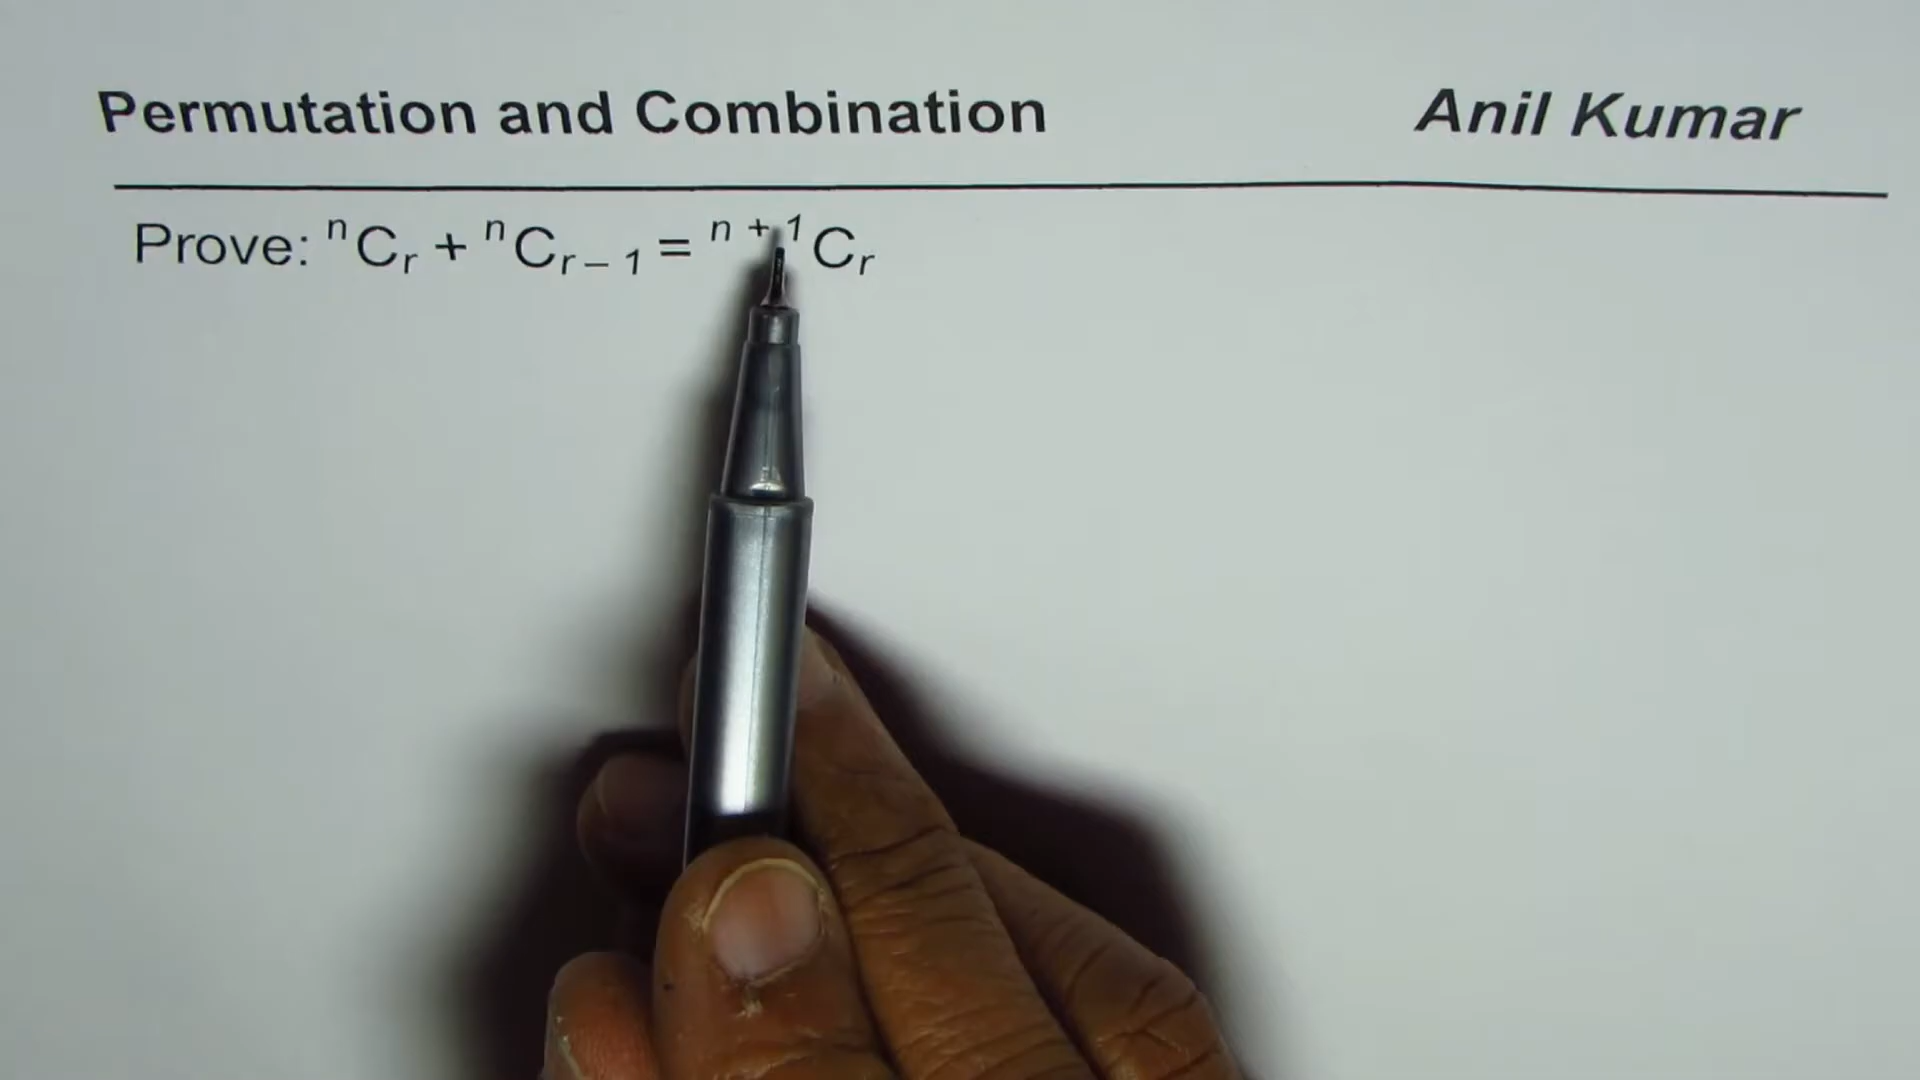 Permutation and Combination Anil Kumar
Prove: ⁿCᵣ + ⁿCᵣ₋₁ = ⁿ⁺¹Cᵣ